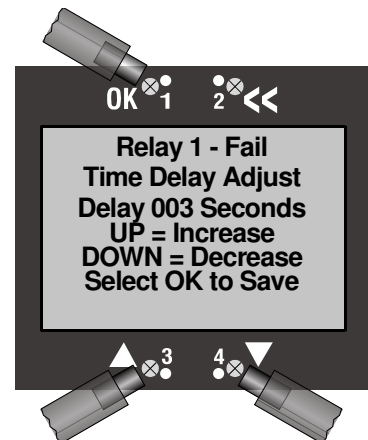 OK 1 2 <<
Relay 1 - Fail
Time Delay Adjust
Delay 003 Seconds
UP = Increase
DOWN = Decrease
Select OK to Save
3 4